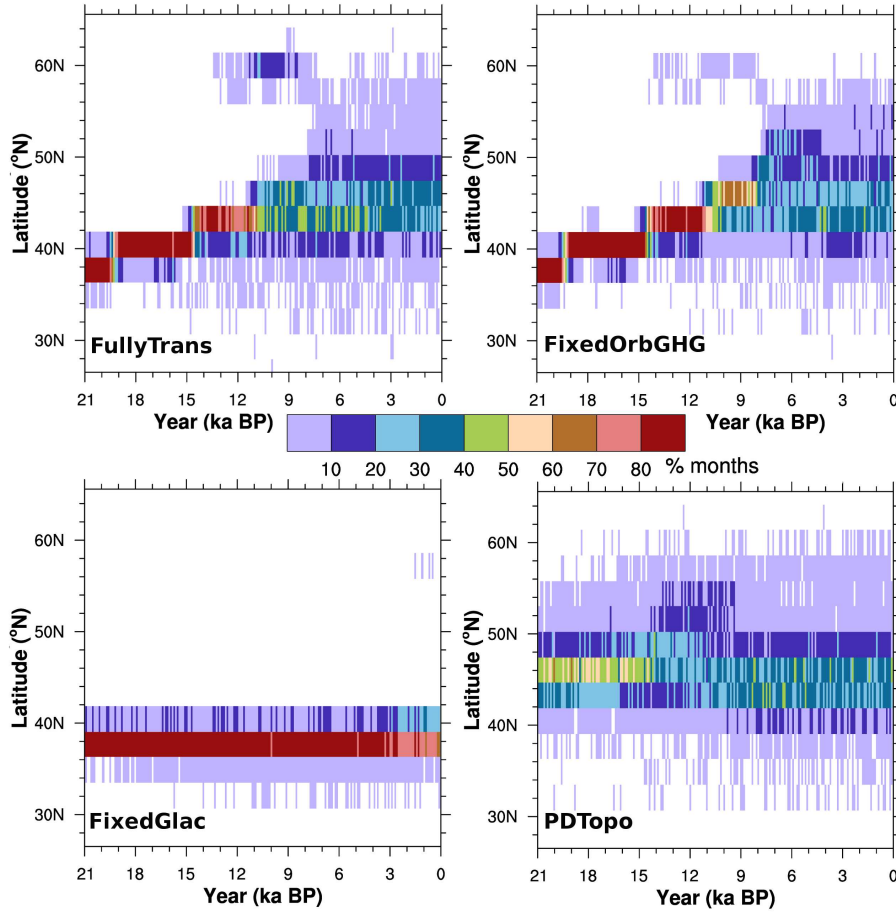 60N
50N
40N
30N
Latitude (°N)
FullyTrans
21 18 15 12 9 6 3 0
Year (ka BP)
60N
50N
40N
30N
Latitude (°N)
FixedOrbGHG
21 18 15 12 9 6 3 0
Year (ka BP)
10 20 30 40 50 60 70 80 % months
60N
50N
40N
30N
Latitude (°N)
FixedGlac
21 18 15 12 9 6 3 0
Year (ka BP)
60N
50N
40N
30N
Latitude (°N)
PDTopo
21 18 15 12 9 6 3 0
Year (ka BP)